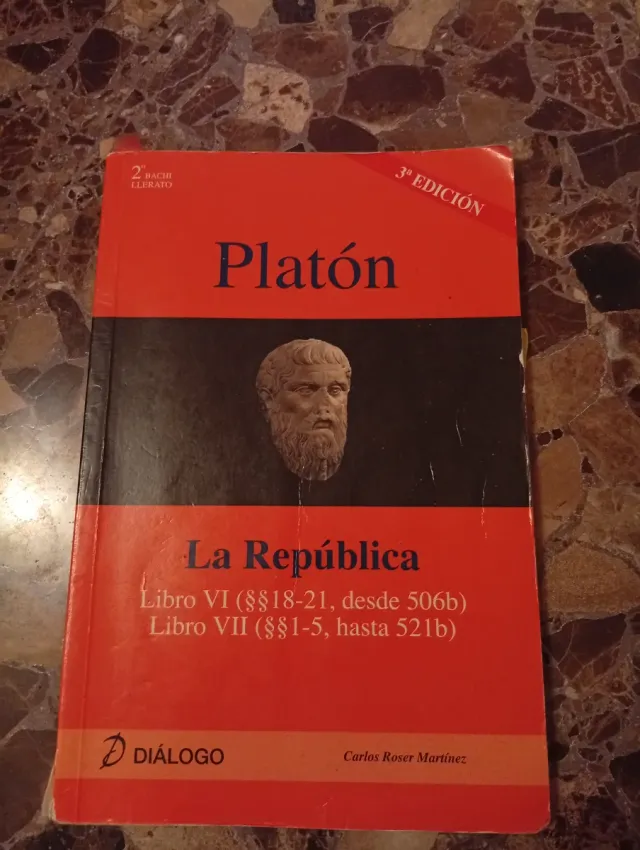 2º BACHI
LLERATO
3ª EDICIÓN
Platón
La República
Libro VI (§§18-21, desde 506b)
Libro VII (§§1-5, hasta 521b)
DIÁLOGO
Carlos Roser Martínez